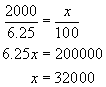 2000/6.25 = x/100
6.25x = 200000
x = 32000